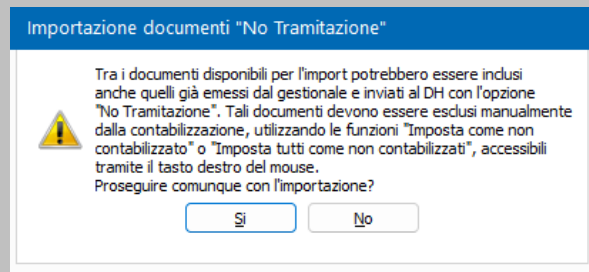 Importazione documenti "No Tramitazione"
Tra i documenti disponibili per l'import potrebbero essere inclusi
anche quelli già emessi dal gestionale e inviati al DH con l'opzione
"No Tramitazione". Tali documenti devono essere esclusi manualmente
dalla contabilizzazione, utilizzando le funzioni "Imposta come non
contabilizzato" o "Imposta tutti come non contabilizzati", accessibili
tramite il tasto destro del mouse.
Proseguire comunque con l'importazione?
Si No